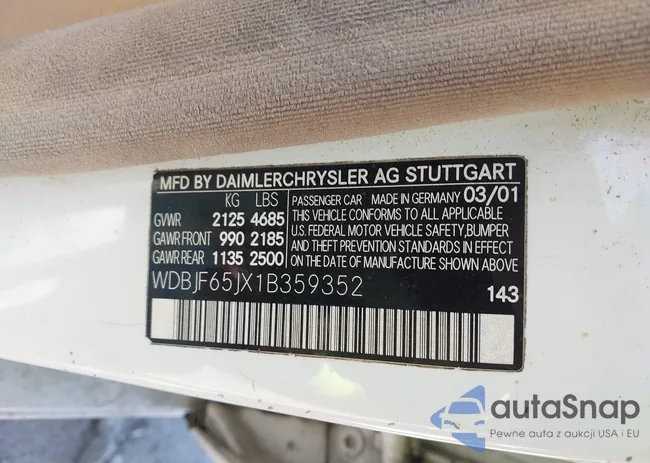 MFD BY DAIMLERCHRYSLER AG STUTTGART
KG LBS
GVWR 2125 4685
GAWR FRONT 990 2185
GAWR REAR 1135 2500
PASSENGER CAR MADE IN GERMANY 03/01
THIS VEHICLE CONFORMS TO ALL APPLICABLE
U.S. FEDERAL MOTOR VEHICLE SAFETY,BUMPER
AND THEFT PREVENTION STANDARDS IN EFFECT
ON THE DATE OF MANUFACTURE SHOWN ABOVE
WDBJF65JX1B359352
143
autaSnap
Pewne auta z aukcji USA i EU